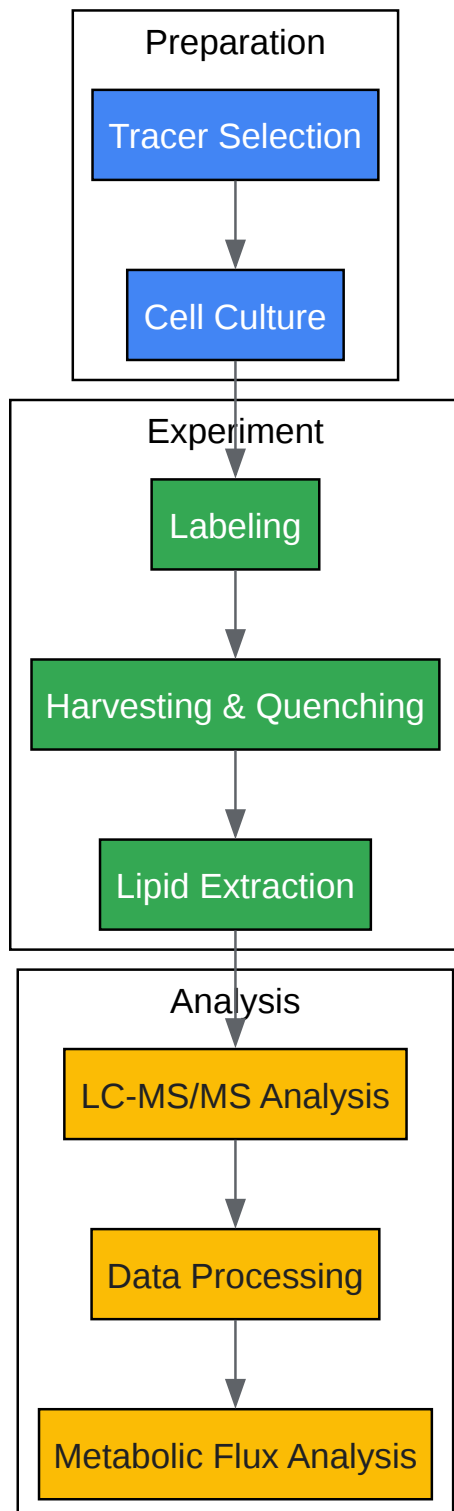 Preparation
Tracer Selection
Cell Culture
Experiment
Labeling
Harvesting & Quenching
Lipid Extraction
Analysis
LC-MS/MS Analysis
Data Processing
Metabolic Flux Analysis